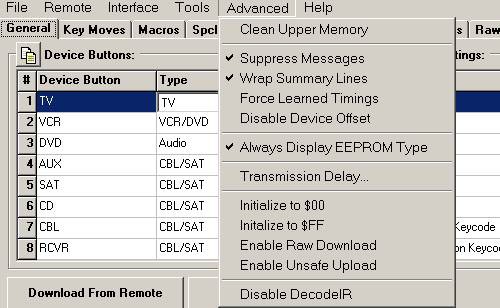 File Remote Interface Tools Advanced Help
General Key Moves Macros Spcl Raw
Device Buttons: tings:
# Device Button Type
1 TV TV
2 VCR VCR/DVD
3 DVD Audio
4 AUX CBL/SAT
5 SAT CBL/SAT
6 CD CBL/SAT
7 CBL CBL/SAT Keycode
8 RCVR CBL/SAT on Keycode
Download From Remote
Clean Upper Memory
Suppress Messages
Wrap Summary Lines
Force Learned Timings
Disable Device Offset
Always Display EEPROM Type
Transmission Delay...
Initialize to $00
Initalize to $FF
Enable Raw Download
Enable Unsafe Upload
Disable DecodeIR